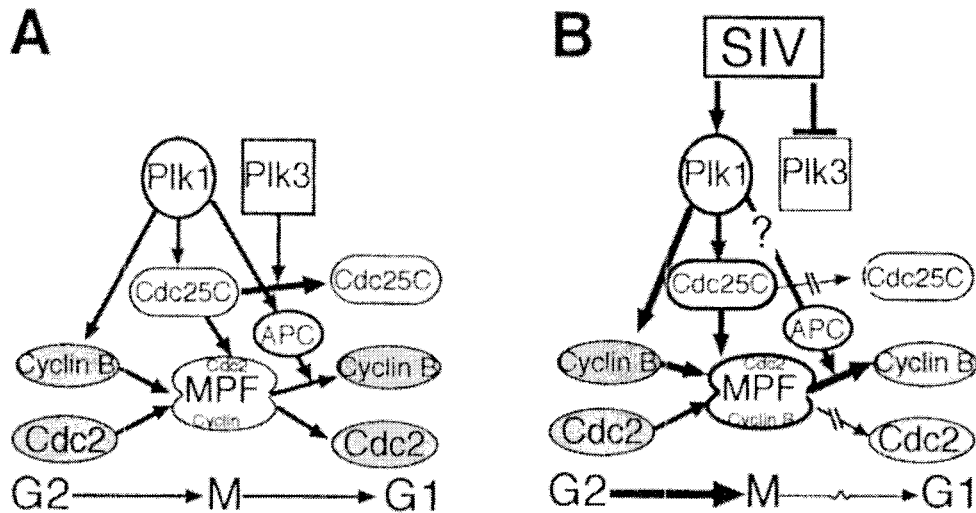 A
Plk1
Plk3
Cdc25C
Cdc25C
APC
Cyclin B
Cdc2
MPF
Cyclin
Cyclin B
Cdc2
Cdc2
G2
M
G1
B
SIV
Plk1
Plk3
?
Cdc25C
Cdc25C
APC
Cyclin B
Cdc2
MPF
Cyclin B
Cyclin B
Cdc2
Cdc2
G2
M
G1